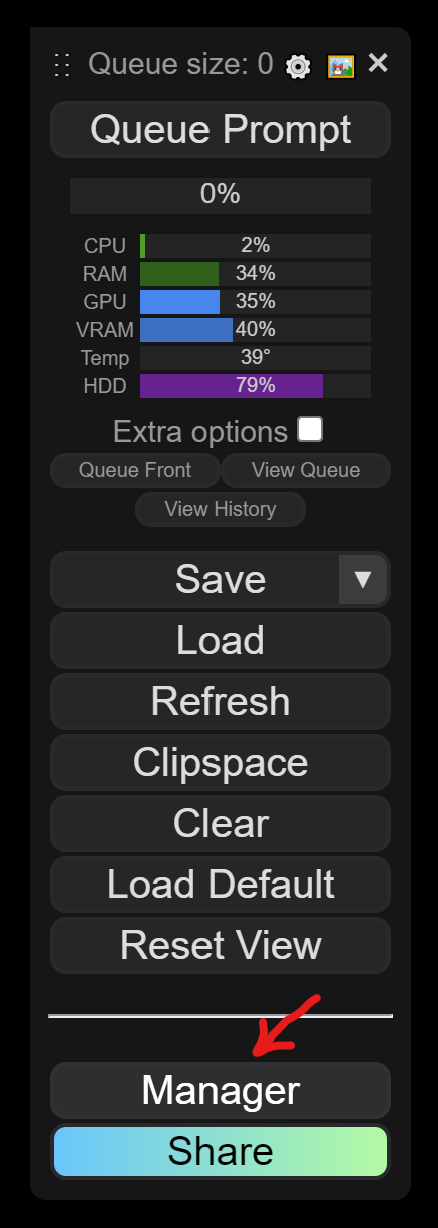 Queue size: 0
Queue Prompt
0%
CPU 2%
RAM 34%
GPU 35%
VRAM 40%
Temp 39°
HDD 79%
Extra options
Queue Front View Queue
View History
Save ▼
Load
Refresh
Clipspace
Clear
Load Default
Reset View
Manager
Share